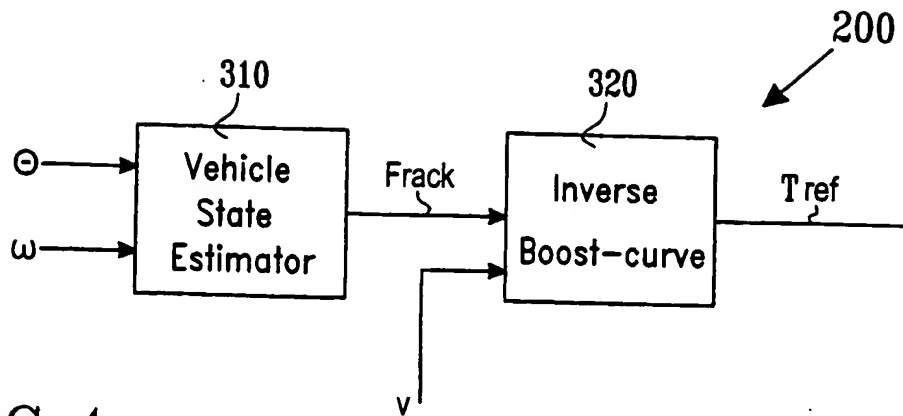 200
310
320
Θ
ω
Vehicle
State
Estimator
Frack
Inverse
Boost-curve
Tref
v